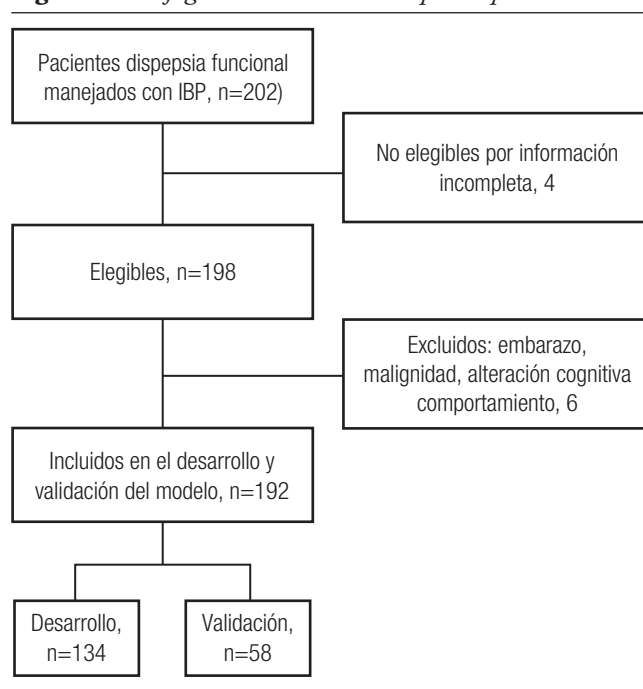 Pacientes dispepsia funcional
manejados con IBP, n=202)
No elegibles por información
incompleta, 4
Elegibles, n=198
Excluidos: embarazo,
malignidad, alteración cognitiva
comportamiento, 6
Incluidos en el desarrollo y
validación del modelo, n=192
Desarrollo,
n=134
Validación,
n=58